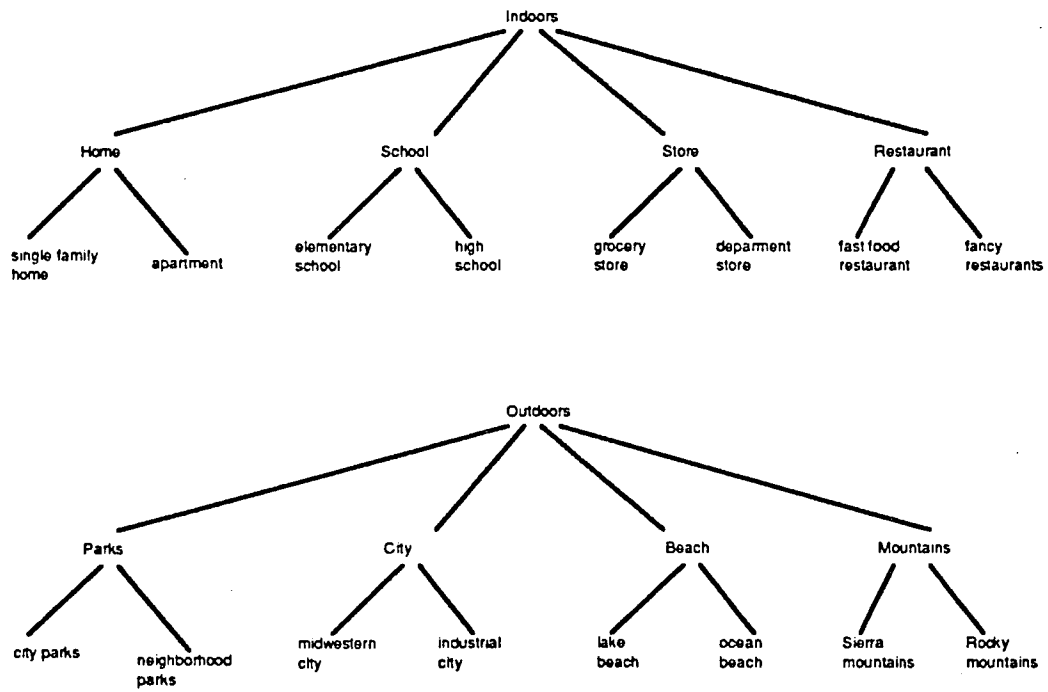 Indoors
Home School Store Restaurant
single family home
apartment
elementary school
high school
grocery store
deparment store
fast food restaurant
fancy restaurants
Outdoors
Parks City Beach Mountains
city parks
neighborhood parks
midwestern city
industrial city
lake beach
ocean beach
Sierra mountains
Rocky mountains